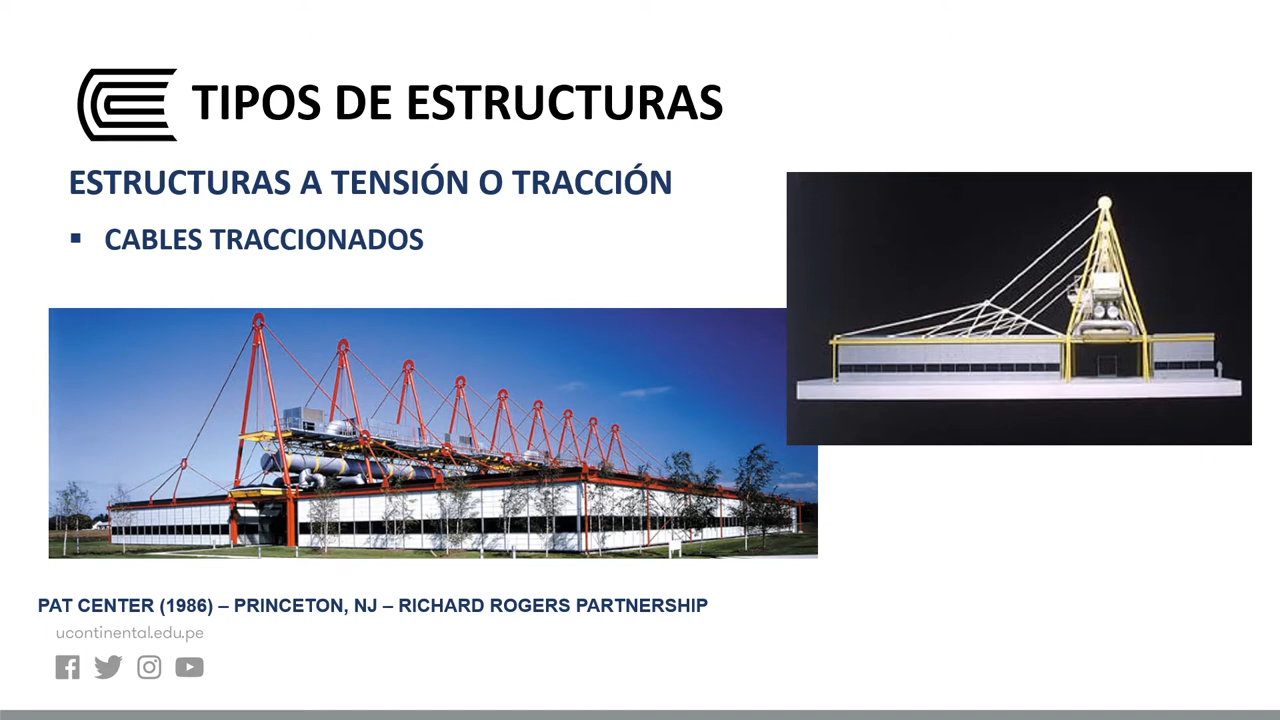 TIPOS DE ESTRUCTURAS
ESTRUCTURAS A TENSIÓN O TRACCIÓN
▪ CABLES TRACCIONADOS
PAT CENTER (1986) – PRINCETON, NJ – RICHARD ROGERS PARTNERSHIP
ucontinental.edu.pe